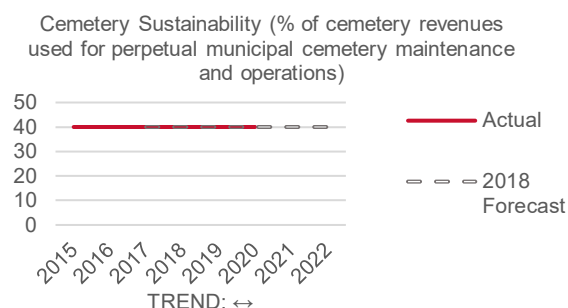 Cemetery Sustainability (% of cemetery revenues
used for perpetual municipal cemetery maintenance
and operations)
50
40
30
20
10
0
2015
2016
2017
2018
2019
2020
2021
2022
TREND: ↔
Actual
2018
Forecast